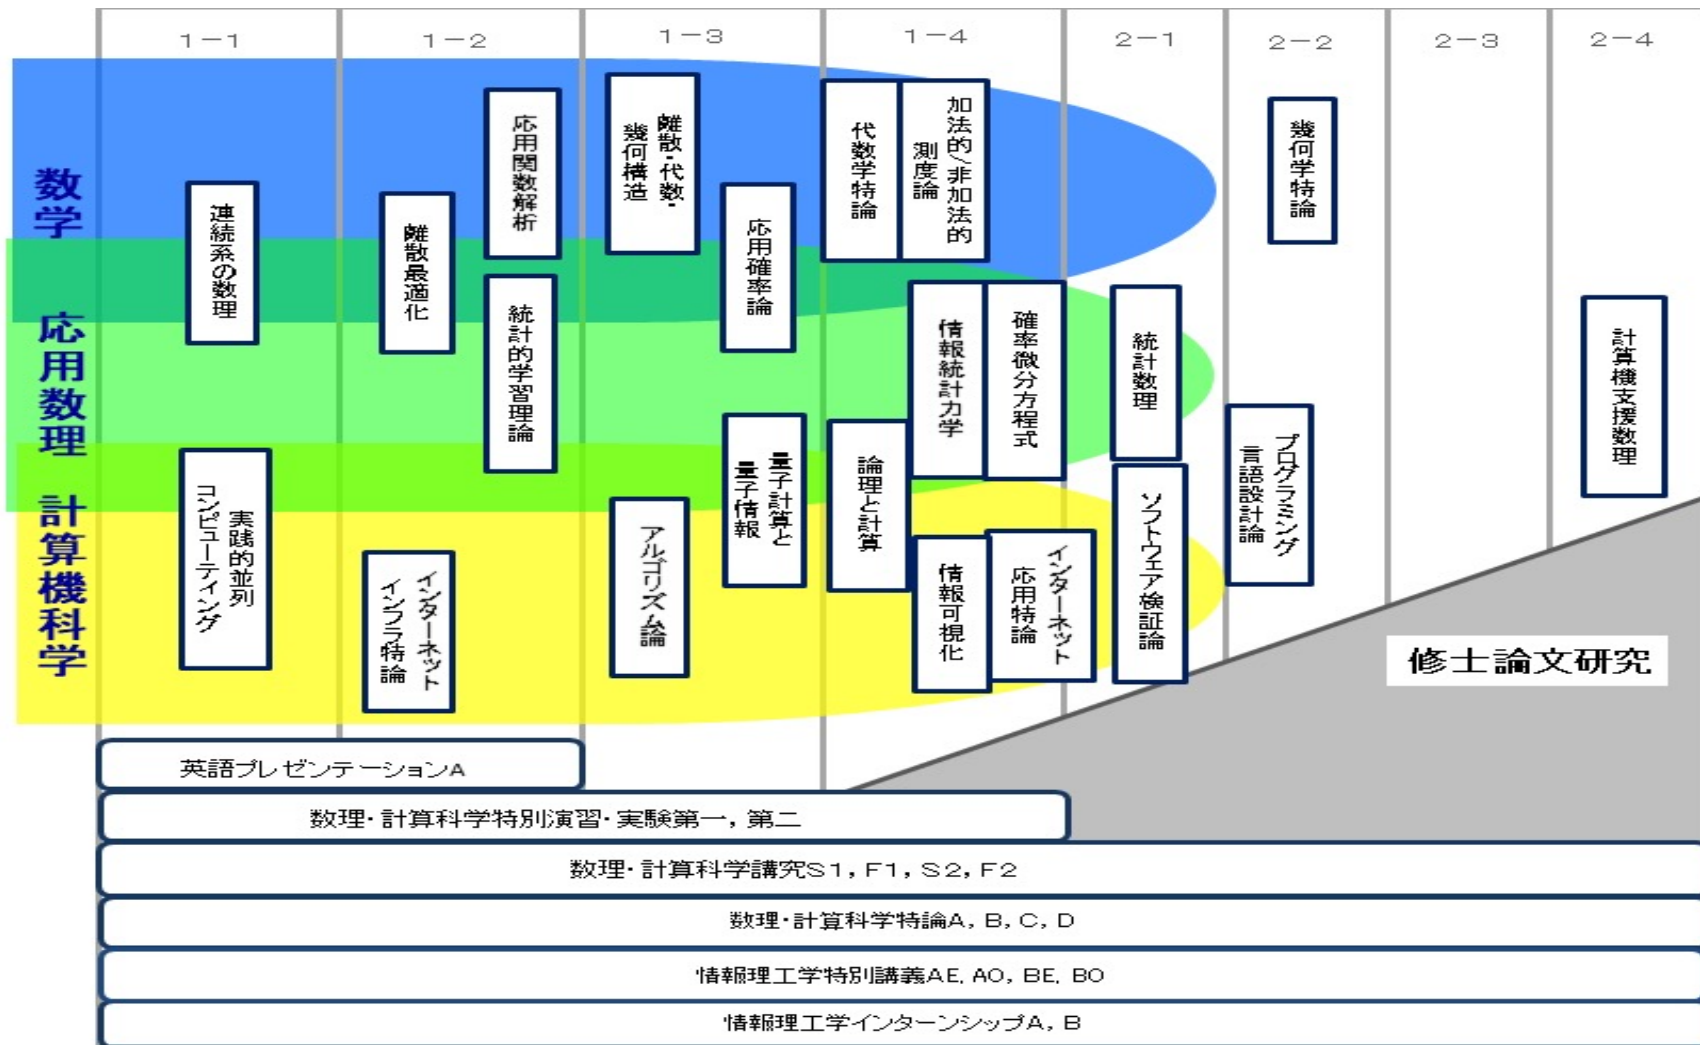 1－1
1－2
1－3
1－4
2－1
2－2
2－3
2－4
数学
応用数理
計算機科学
連続系の数理
実践的並列
コンピューティング
離散最適化
応用関数解析
統計的学習理論
インターネット
インフラ特論
離散・代数・
幾何構造
応用確率論
量子計算と
量子情報
アルゴリズム論
代数学特論
加法的/非加法的
測度論
情報統計力学
確率微分方程式
論理と計算
情報可視化
インターネット
応用特論
統計数理
ソフトウェア検証論
幾何学特論
プログラミング
言語設計論
計算機支援数理
修士論文研究
英語プレゼンテーションA
数理・計算科学特別演習・実験第一, 第二
数理・計算科学講究S1, F1, S2, F2
数理・計算科学特論A, B, C, D
情報理工学特別講義AE, AO, BE, BO
情報理工学インターンシップA, B